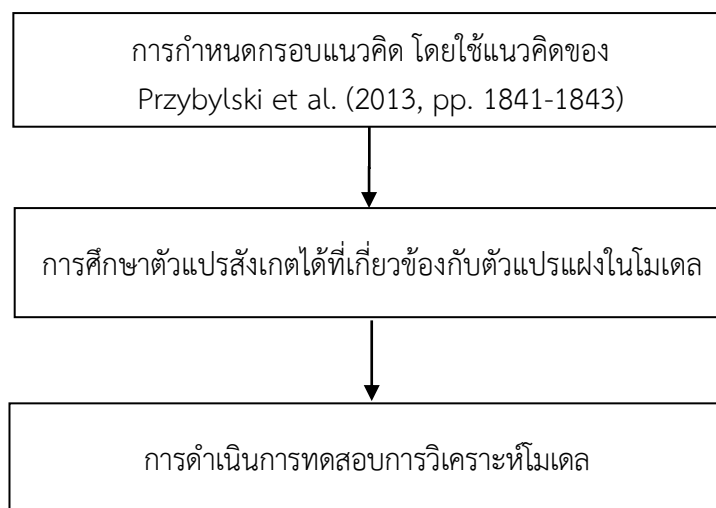 การกำหนดกรอบแนวคิด โดยใช้แนวคิดของ
Przybylski et al. (2013, pp. 1841-1843)
การศึกษาตัวแปรสังเกตได้ที่เกี่ยวข้องกับตัวแปรแฝงในโมเดล
การดำเนินการทดสอบการวิเคราะห์โมเดล